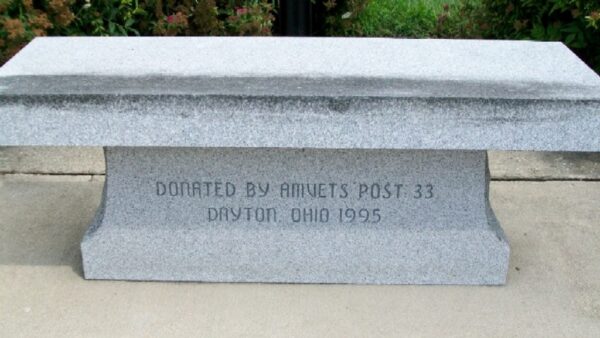 DONATED BY AMVETS POST 33
DAYTON, OHIO 1995